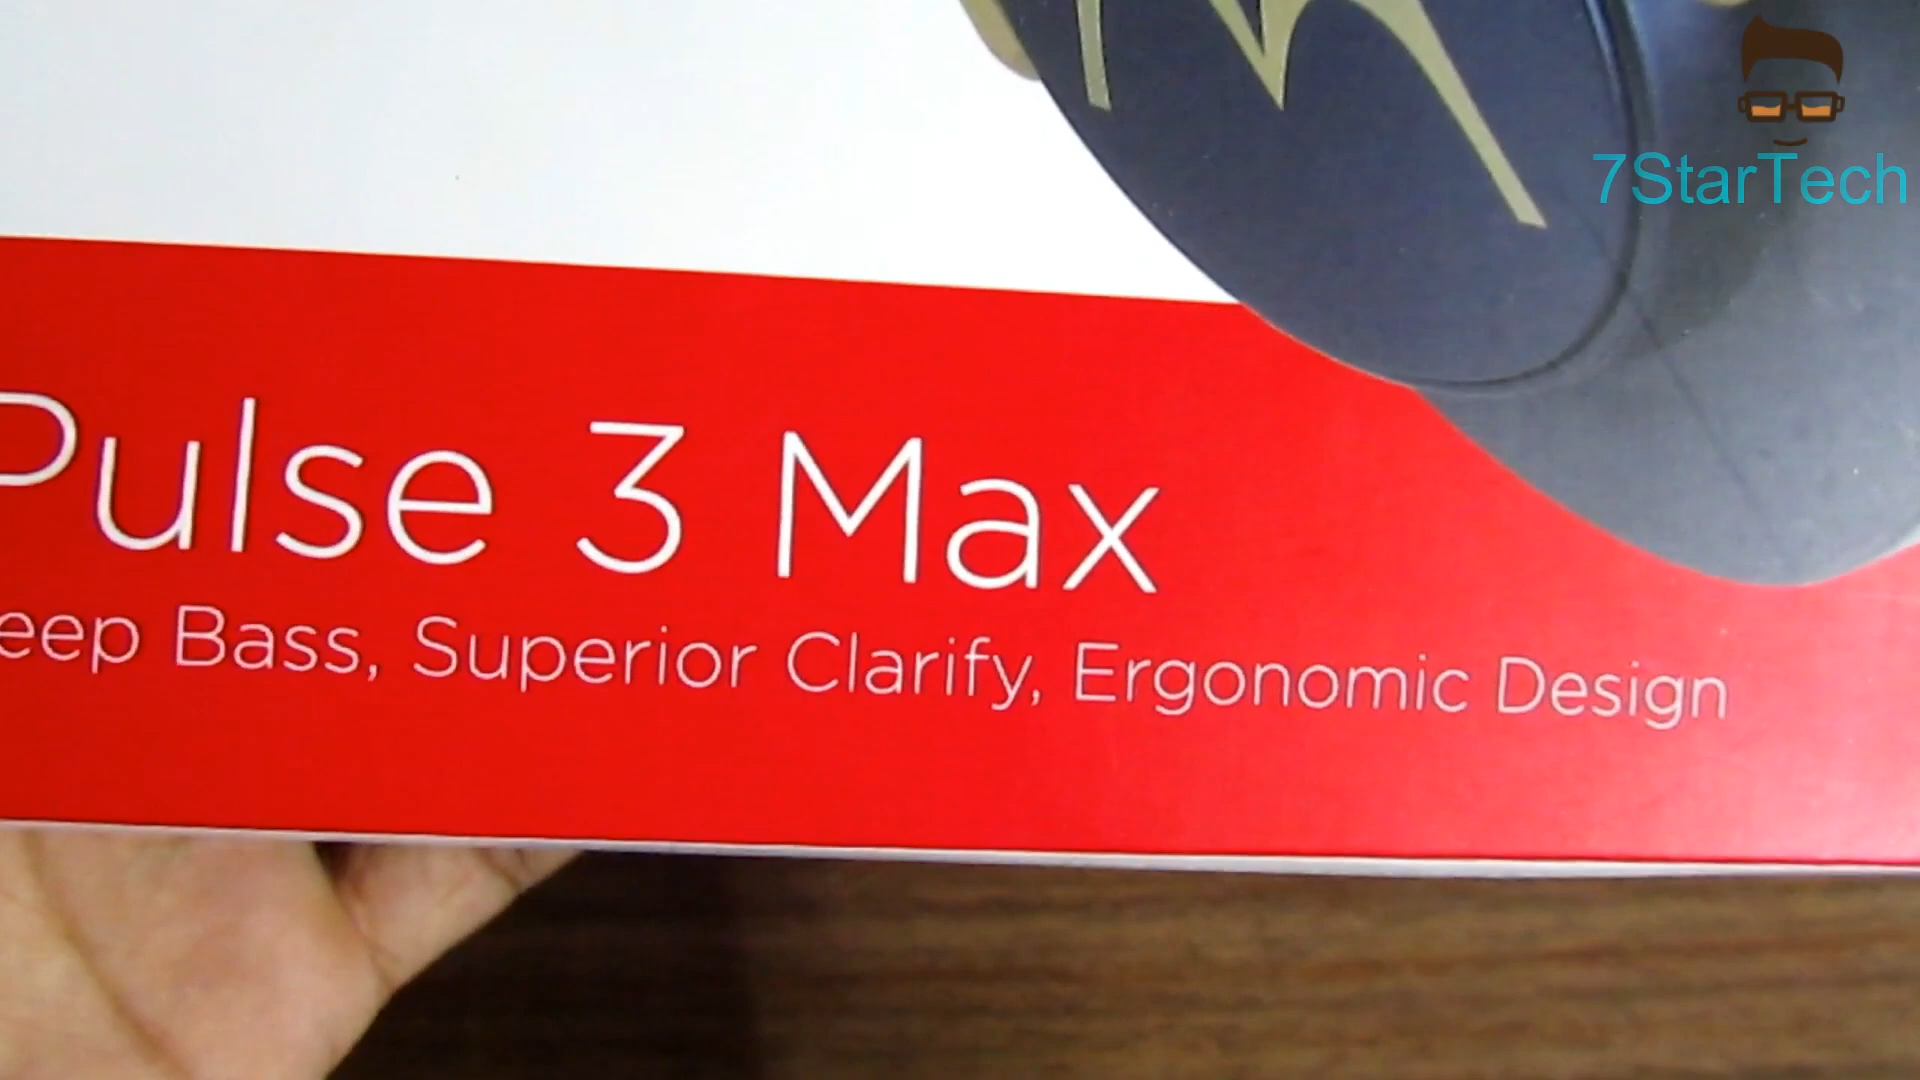 7StarTech
Pulse 3 Max
eep Bass, Superior Clarify, Ergonomic Design